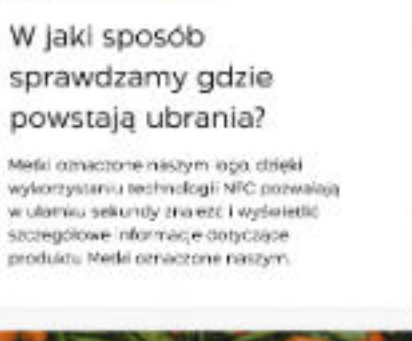 W jaki sposób
sprawdzamy gdzie
powstają ubrania?
Metki oznaczone naszym logo, dzięki
wykorzystaniu technologii NFC pozwalają
w ułamku sekundy znaleźć i wyświetlić
szczegółowe informacje dotyczące
produktu Metki oznaczone naszym.